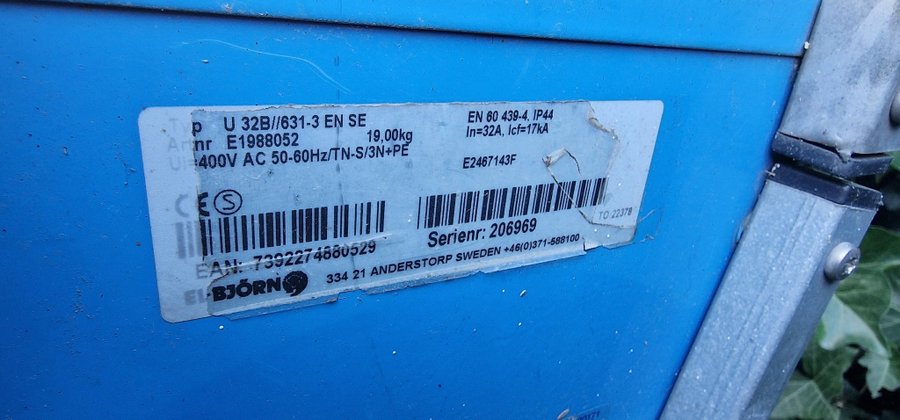 U 32B//631-3 EN SE
E1988052 19,00kg
=400V AC 50-60Hz/TN-S/3N+PE
EN 60 439-4, IP44
In=32A, Icf=17kA
E2467143F
CE S
EAN: 7392274880529
Serienr: 206969
TO 22378
EL-BJÖRN
334 21 ANDERSTORP SWEDEN +46(0)371-588100